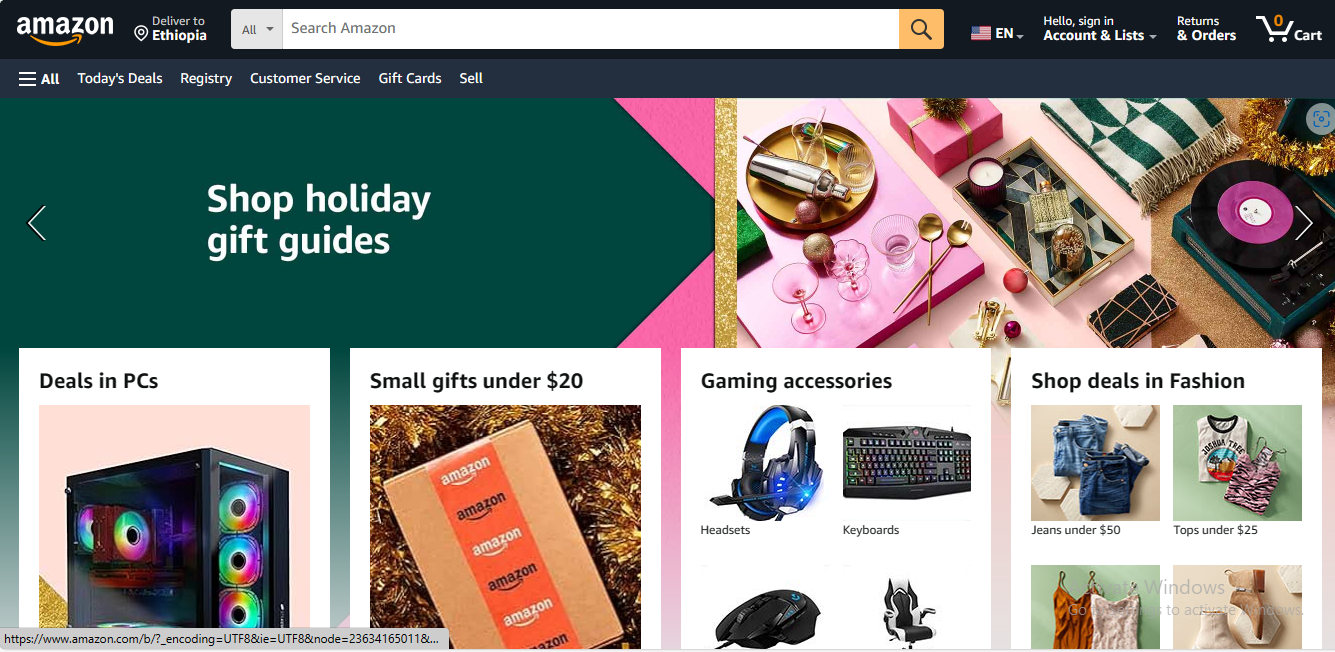 amazon
Deliver to
Ethiopia
All
Search Amazon
EN
Hello, sign in
Account & Lists
Returns
& Orders
0
Cart
All
Today's Deals
Registry
Customer Service
Gift Cards
Sell
Shop holiday
gift guides
Deals in PCs
Small gifts under $20
Gaming accessories
Shop deals in Fashion
amazon
amazon
amazon
amazon
amazon
JOSHUA TREE
Headsets
Keyboards
Jeans under $50
Tops under $25
Windows
Go to to activate Windows.
https://www.amazon.com/b/?_encoding=UTF8&ie=UTF8&node=23634165011&...